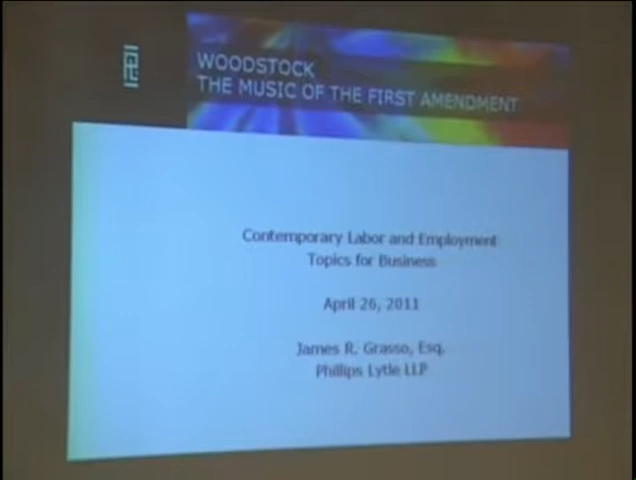 WOODSTOCK
THE MUSIC OF THE FIRST AMENDMENT
Contemporary Labor and Employment
Topics for Business
April 26, 2011
James R. Grasso, Esq.
Phillips Lytle LLP